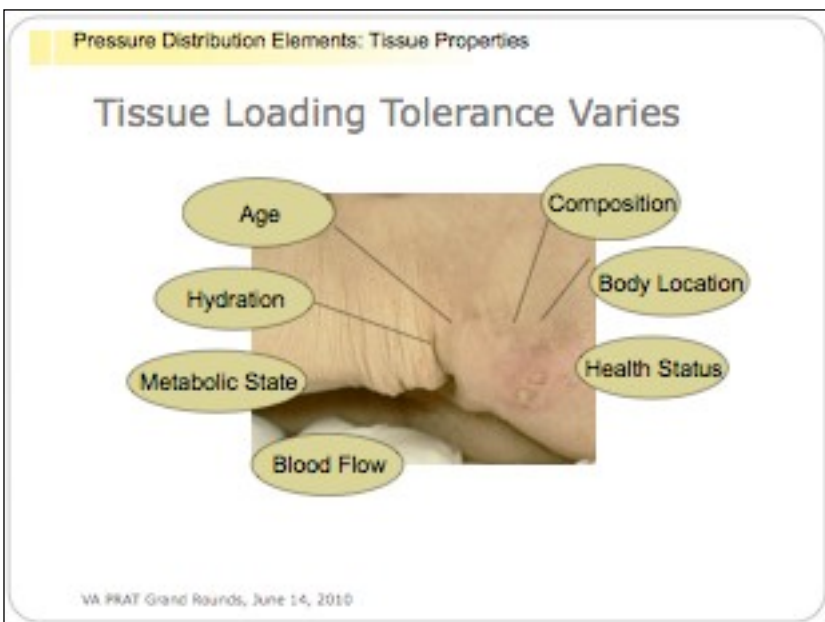 Pressure Distribution Elements: Tissue Properties
Tissue Loading Tolerance Varies
Age
Composition
Hydration
Body Location
Metabolic State
Health Status
Blood Flow
VA PRAT Grand Rounds, June 14, 2010